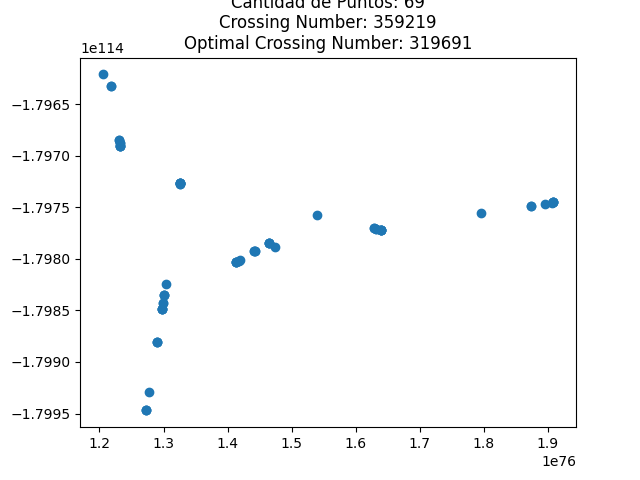 Cantidad de Puntos: 69
Crossing Number: 359219
Optimal Crossing Number: 319691
1e114
−1.7965
−1.7970
−1.7975
−1.7980
−1.7985
−1.7990
−1.7995
1.2 1.3 1.4 1.5 1.6 1.7 1.8 1.9
1e76